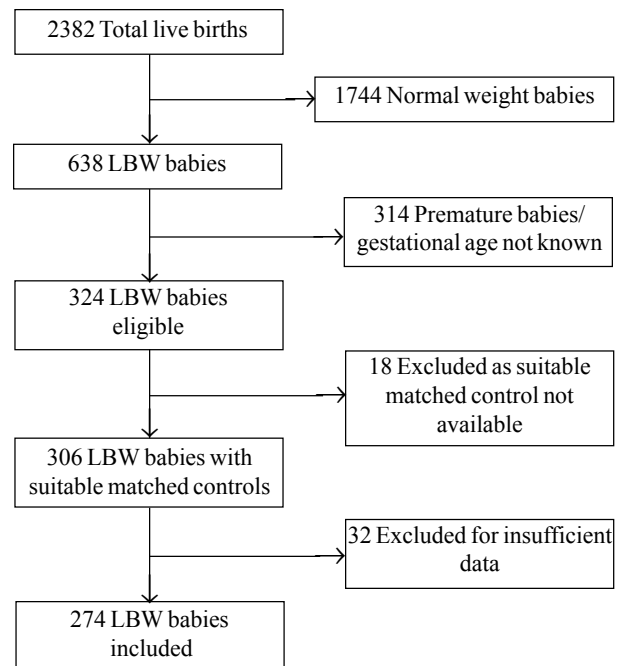 2382 Total live births
1744 Normal weight babies
638 LBW babies
314 Premature babies/
gestational age not known
324 LBW babies
eligible
18 Excluded as suitable
matched control not
available
306 LBW babies with
suitable matched controls
32 Excluded for insufficient
data
274 LBW babies
included